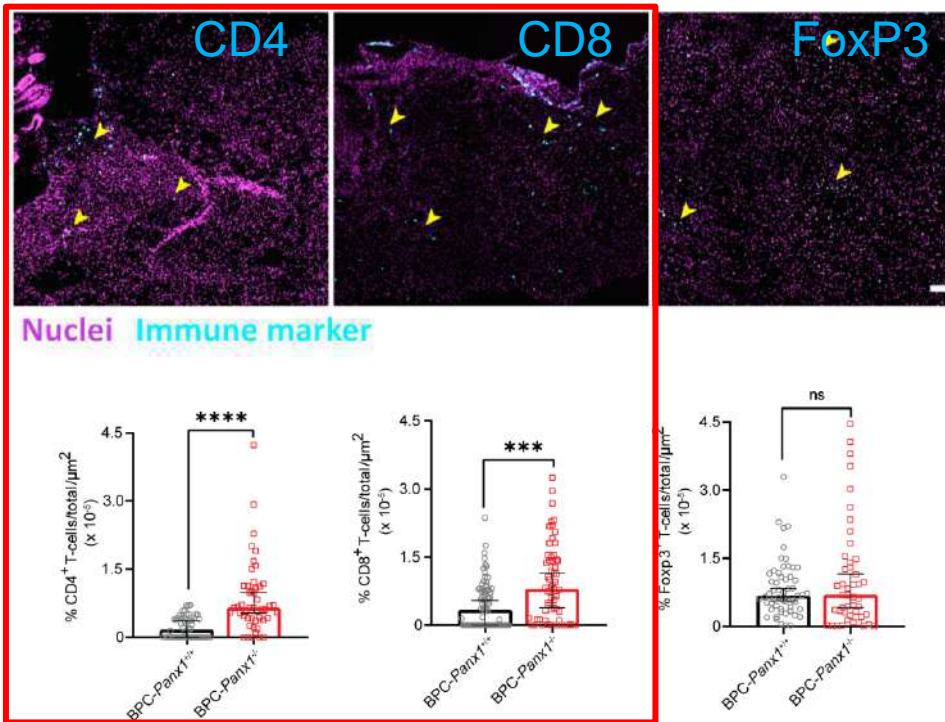 CD4
CD8
FoxP3
Nuclei Immune marker
****
% CD4+ T-cells/total/µm²
(x 10⁻⁵)
4.5
3.0
1.5
0
BPC-Panx1+/+
BPC-Panx1-/-
***
% CD8+ T-cells/total/µm²
(x 10⁻⁵)
4.5
3.0
1.5
0
BPC-Panx1+/+
BPC-Panx1-/-
ns
% Foxp3+ T-cells/total/µm²
(x 10⁻⁵)
4.5
3.0
1.5
0
BPC-Panx1+/+
BPC-Panx1-/-